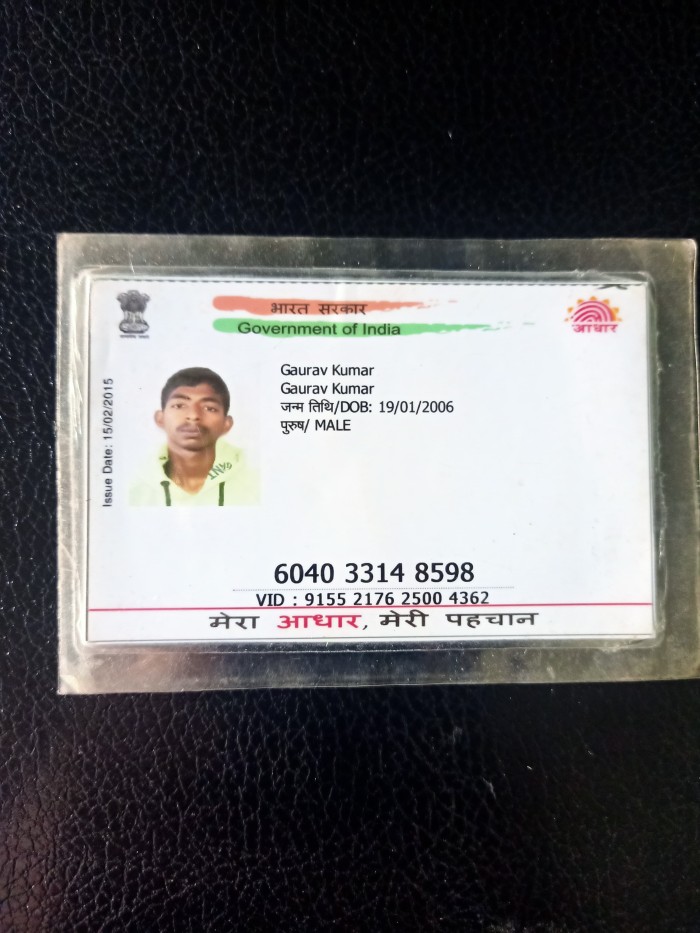 भारत सरकार
Government of India
आधार
Issue Date: 15/02/2015
Gaurav Kumar
Gaurav Kumar
जन्म तिथि/DOB: 19/01/2006
पुरुष/ MALE
6040 3314 8598
VID : 9155 2176 2500 4362
मेरा आधार, मेरी पहचान